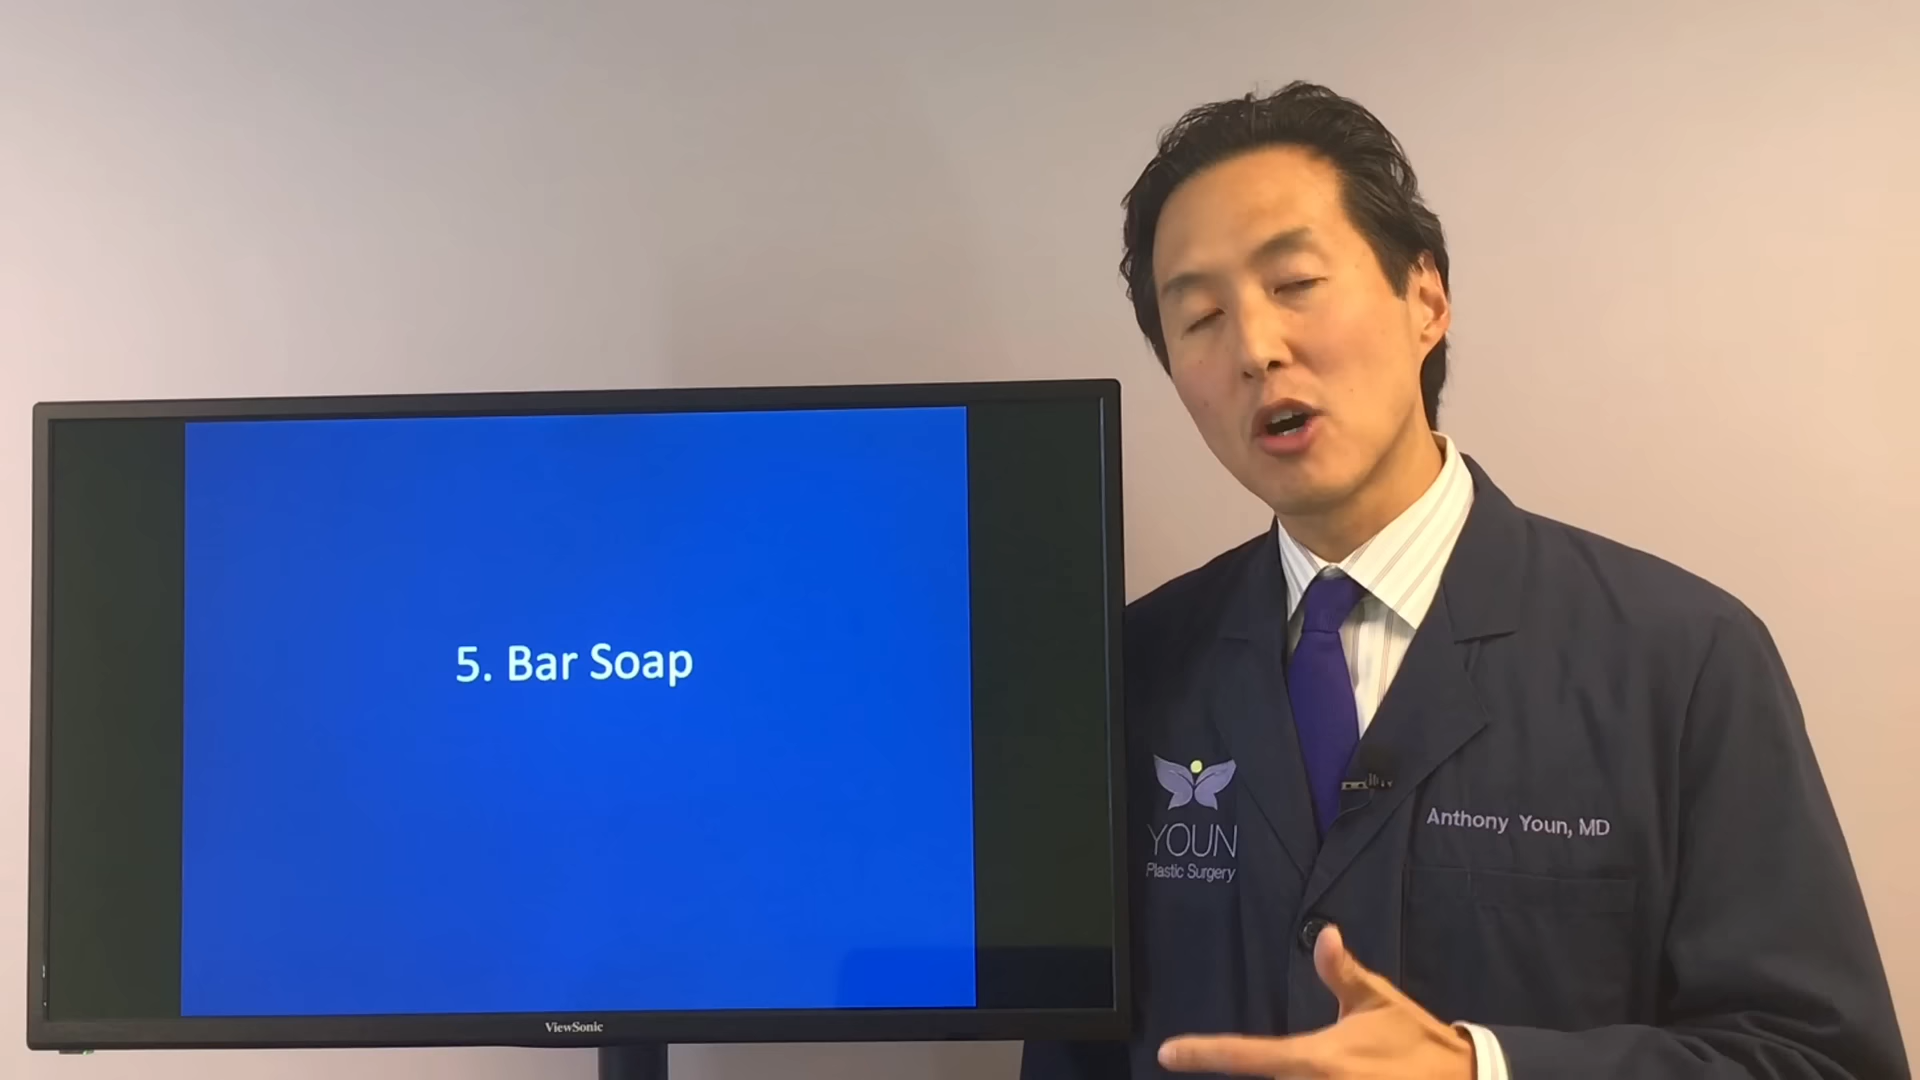 5. Bar Soap
ViewSonic
YOUN
Plastic Surgery
Anthony Youn, MD